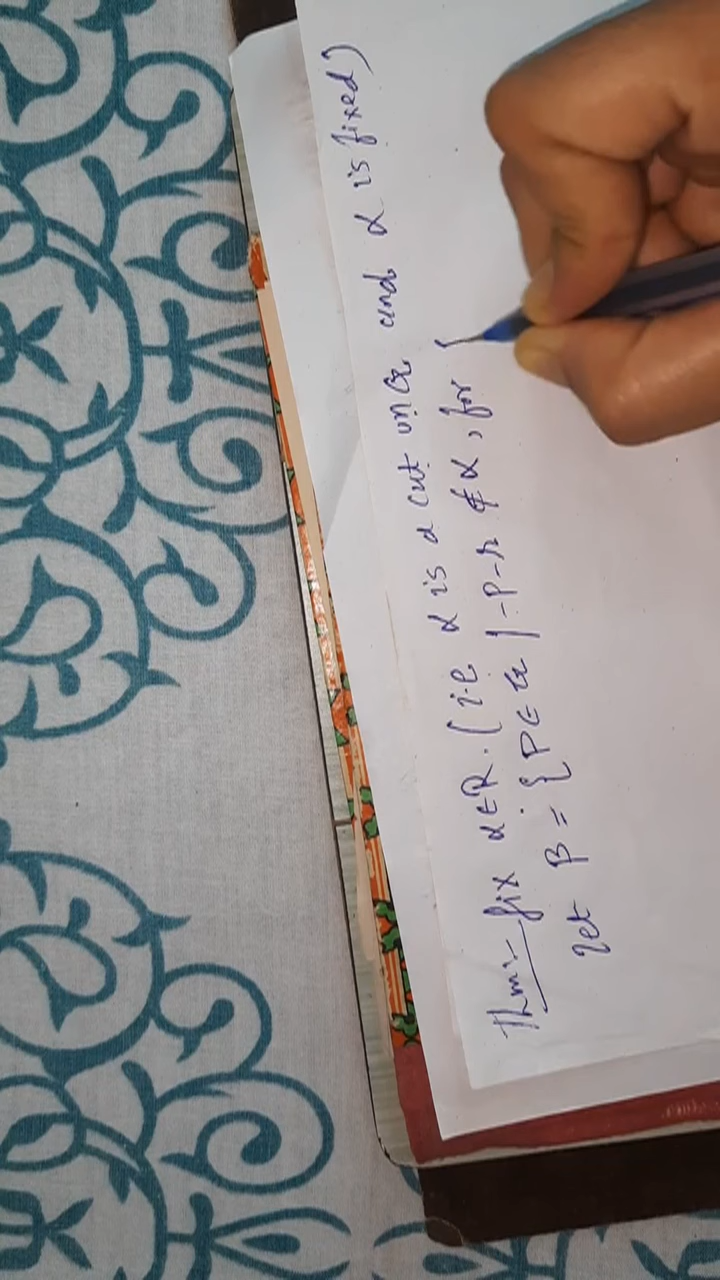 Thm:- fix α∈R. (i.e α is a cut on Q and α is fixed)
Let β = { P∈Q | -P-r ∉ α, for